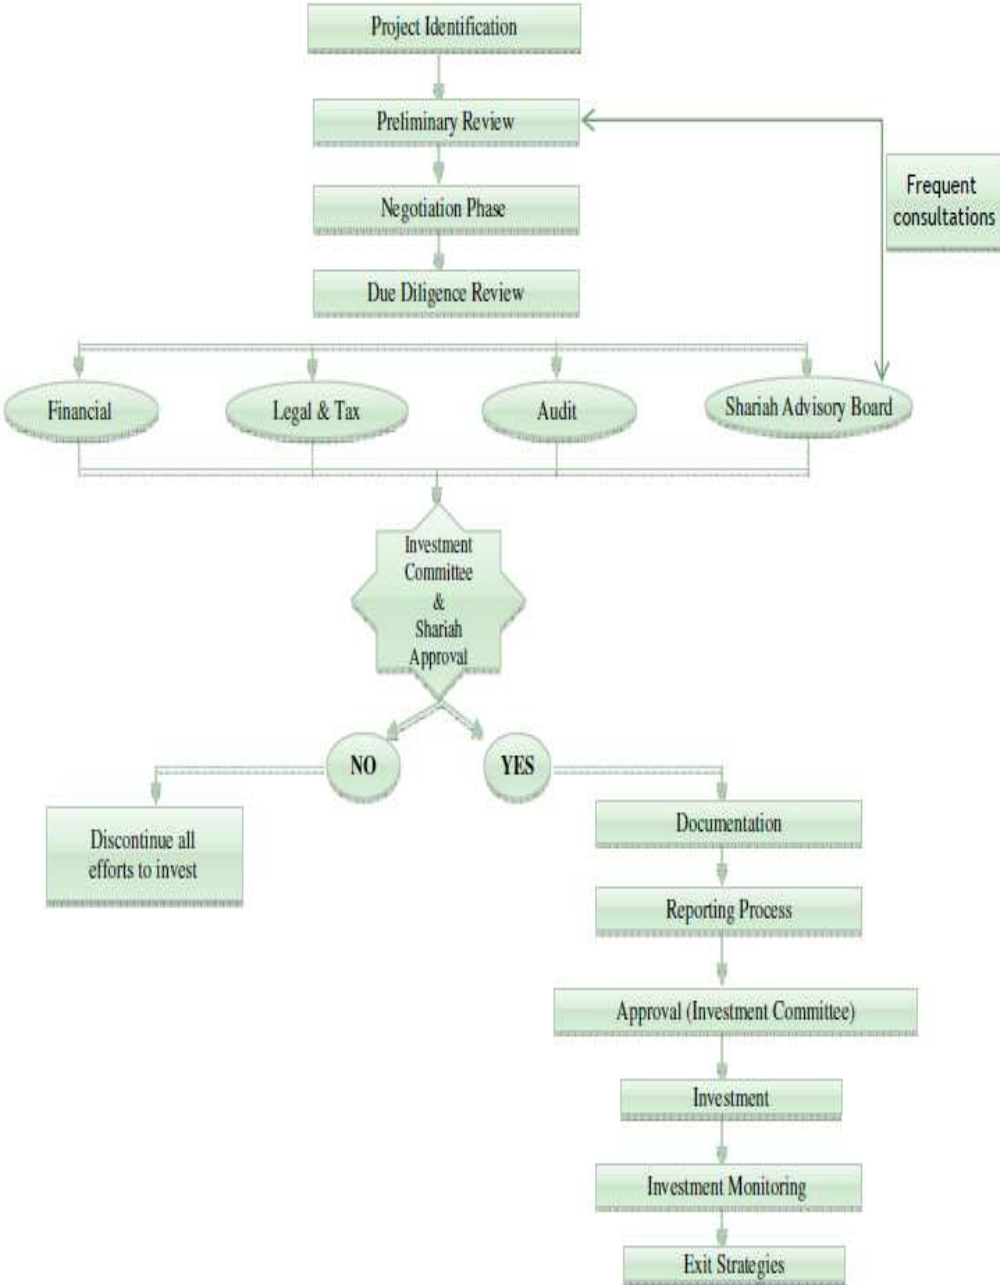 Project Identification
Preliminary Review
Frequent
consultations
Negotiation Phase
Due Diligence Review
Financial
Legal & Tax
Audit
Shariah Advisory Board
Investment
Committee
&
Shariah
Approval
NO
YES
Discontinue all
efforts to invest
Documentation
Reporting Process
Approval (Investment Committee)
Investment
Investment Monitoring
Exit Strategies